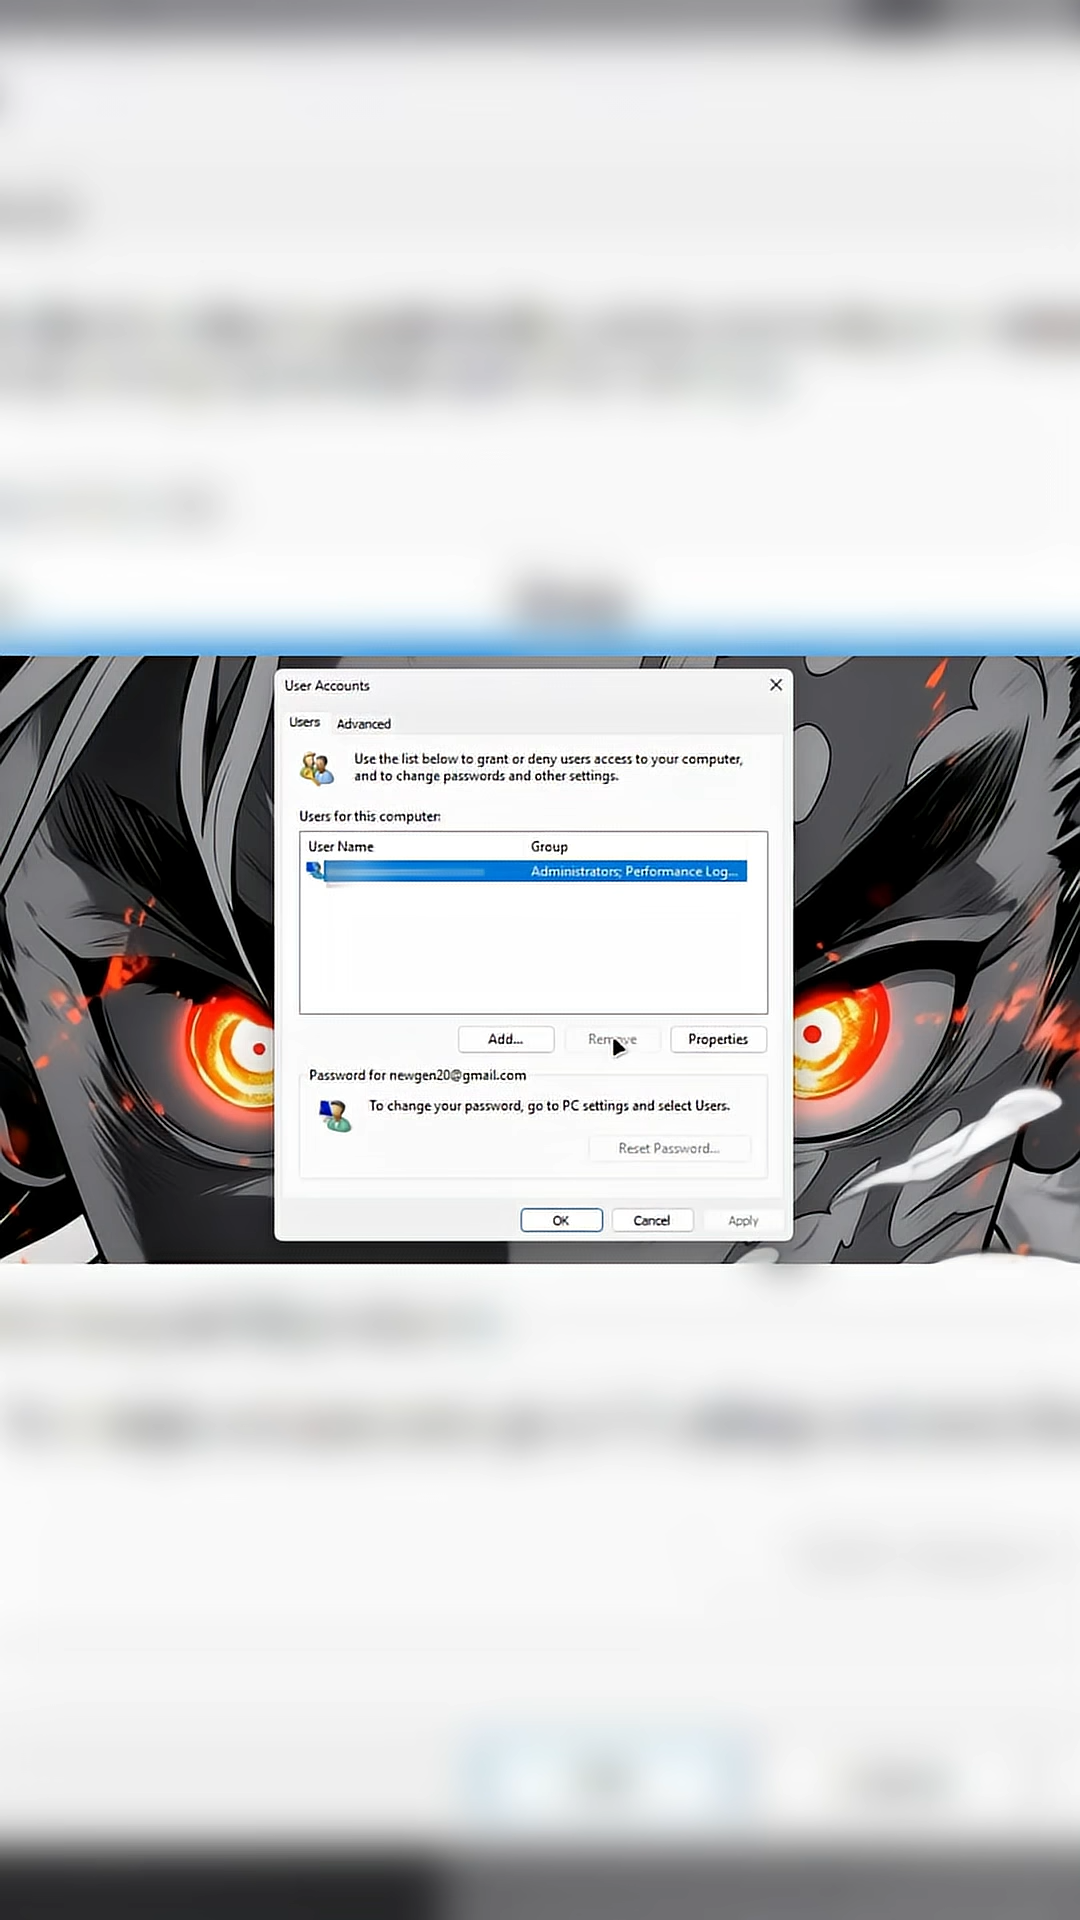 User Accounts
Users Advanced
Use the list below to grant or deny users access to your computer,
and to change passwords and other settings.
Users for this computer:
User Name Group
Administrators; Performance Log...
Add... Remove Properties
Password for newgen20@gmail.com
To change your password, go to PC settings and select Users.
Reset Password...
OK Cancel Apply